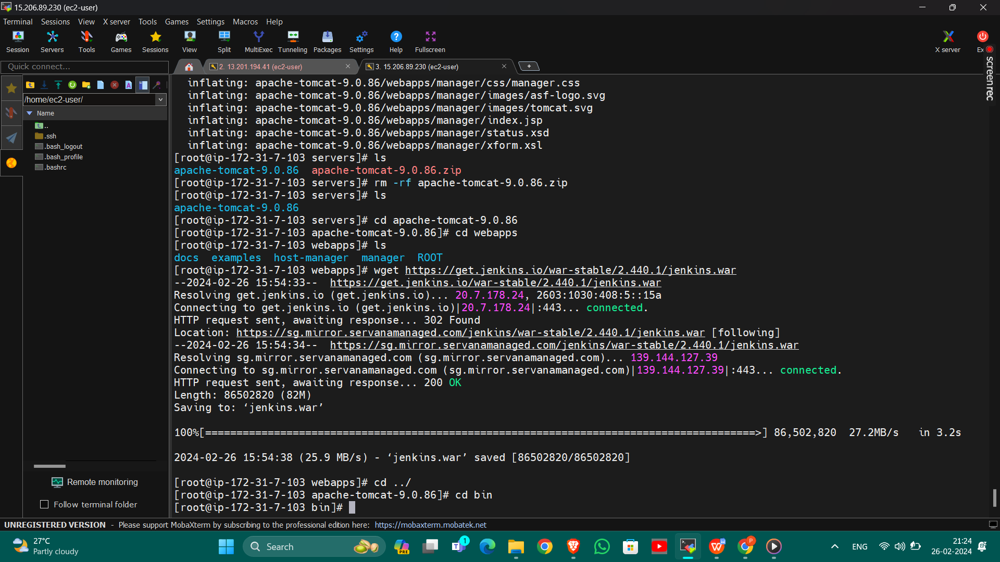 15.206.89.230 (ec2-user)
Terminal Sessions View X server Tools Games Settings Macros Help
Session Servers Tools Games Sessions View Split MultiExec Tunneling Packages Settings Help Fullscreen X server Ex
screenrec
Quick connect...
2. 13.201.194.41 (ec2-user)
3. 15.206.89.230 (ec2-user)
/home/ec2-user/
Name
..
.ssh
.bash_logout
.bash_profile
.bashrc
Remote monitoring
Follow terminal folder
inflating: apache-tomcat-9.0.86/webapps/manager/css/manager.css
inflating: apache-tomcat-9.0.86/webapps/manager/images/asf-logo.svg
inflating: apache-tomcat-9.0.86/webapps/manager/images/tomcat.svg
inflating: apache-tomcat-9.0.86/webapps/manager/index.jsp
inflating: apache-tomcat-9.0.86/webapps/manager/status.xsd
inflating: apache-tomcat-9.0.86/webapps/manager/xform.xsl
[root@ip-172-31-7-103 servers]# ls
apache-tomcat-9.0.86  apache-tomcat-9.0.86.zip
[root@ip-172-31-7-103 servers]# rm -rf apache-tomcat-9.0.86.zip
[root@ip-172-31-7-103 servers]# ls
apache-tomcat-9.0.86
[root@ip-172-31-7-103 servers]# cd apache-tomcat-9.0.86
[root@ip-172-31-7-103 apache-tomcat-9.0.86]# cd webapps
[root@ip-172-31-7-103 webapps]# ls
docs  examples  host-manager  manager  ROOT
[root@ip-172-31-7-103 webapps]# wget https://get.jenkins.io/war-stable/2.440.1/jenkins.war
--2024-02-26 15:54:33--  https://get.jenkins.io/war-stable/2.440.1/jenkins.war
Resolving get.jenkins.io (get.jenkins.io)... 20.7.178.24, 2603:1030:408:5::15a
Connecting to get.jenkins.io (get.jenkins.io)|20.7.178.24|:443... connected.
HTTP request sent, awaiting response... 302 Found
Location: https://sg.mirror.servanamanaged.com/jenkins/war-stable/2.440.1/jenkins.war [following]
--2024-02-26 15:54:34--  https://sg.mirror.servanamanaged.com/jenkins/war-stable/2.440.1/jenkins.war
Resolving sg.mirror.servanamanaged.com (sg.mirror.servanamanaged.com)... 139.144.127.39
Connecting to sg.mirror.servanamanaged.com (sg.mirror.servanamanaged.com)|139.144.127.39|:443... connected.
HTTP request sent, awaiting response... 200 OK
Length: 86502820 (82M)
Saving to: ‘jenkins.war’
100%[========================================================================================>] 86,502,820  27.2MB/s   in 3.2s
2024-02-26 15:54:38 (25.9 MB/s) - ‘jenkins.war’ saved [86502820/86502820]
[root@ip-172-31-7-103 webapps]# cd ../
[root@ip-172-31-7-103 apache-tomcat-9.0.86]# cd bin
[root@ip-172-31-7-103 bin]#
UNREGISTERED VERSION - Please support MobaXterm by subscribing to the professional edition here: https://mobaxterm.mobatek.net
27°C
Partly cloudy
Search
PRE
1
P
ENG
21:24
26-02-2024